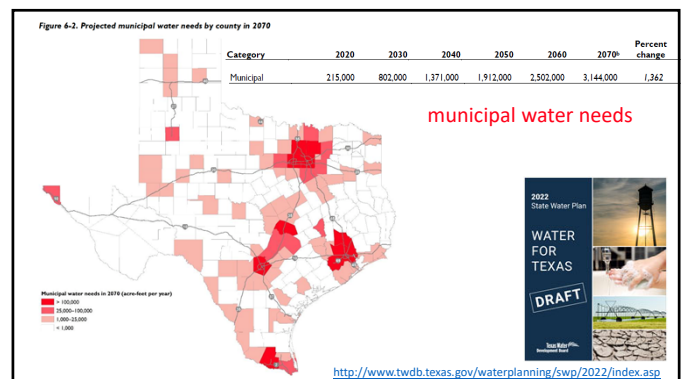 Figure 6-2. Projected municipal water needs by county in 2070
Category 2020 2030 2040 2050 2060 2070ᵇ Percent change
Municipal 215,000 802,000 1,371,000 1,912,000 2,502,000 3,144,000 1,362
municipal water needs
2022
State Water Plan
WATER
FOR
TEXAS
DRAFT
Texas Water
Development Board
Municipal water needs in 2070 (acre-feet per year)
> 100,000
25,000–100,000
1,000–25,000
< 1,000
http://www.twdb.texas.gov/waterplanning/swp/2022/index.asp